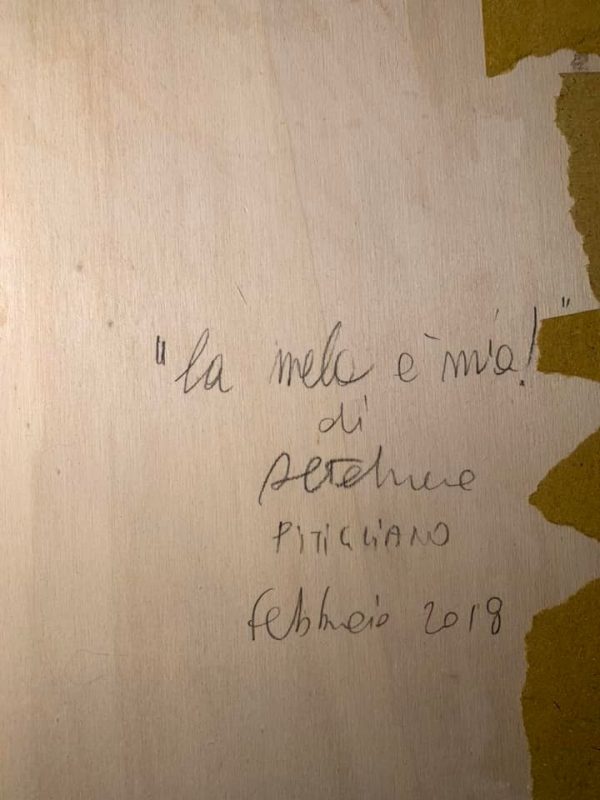 "la mela è mia!"
di
PITIGLIANO
febbraio 2018